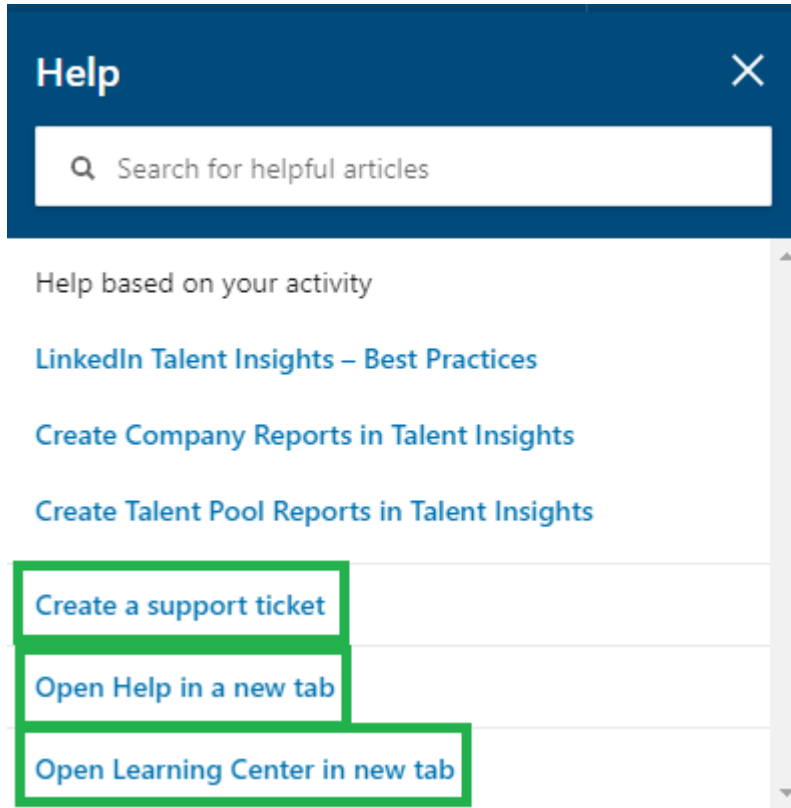 Help
Search for helpful articles
Help based on your activity
LinkedIn Talent Insights – Best Practices
Create Company Reports in Talent Insights
Create Talent Pool Reports in Talent Insights
Create a support ticket
Open Help in a new tab
Open Learning Center in new tab